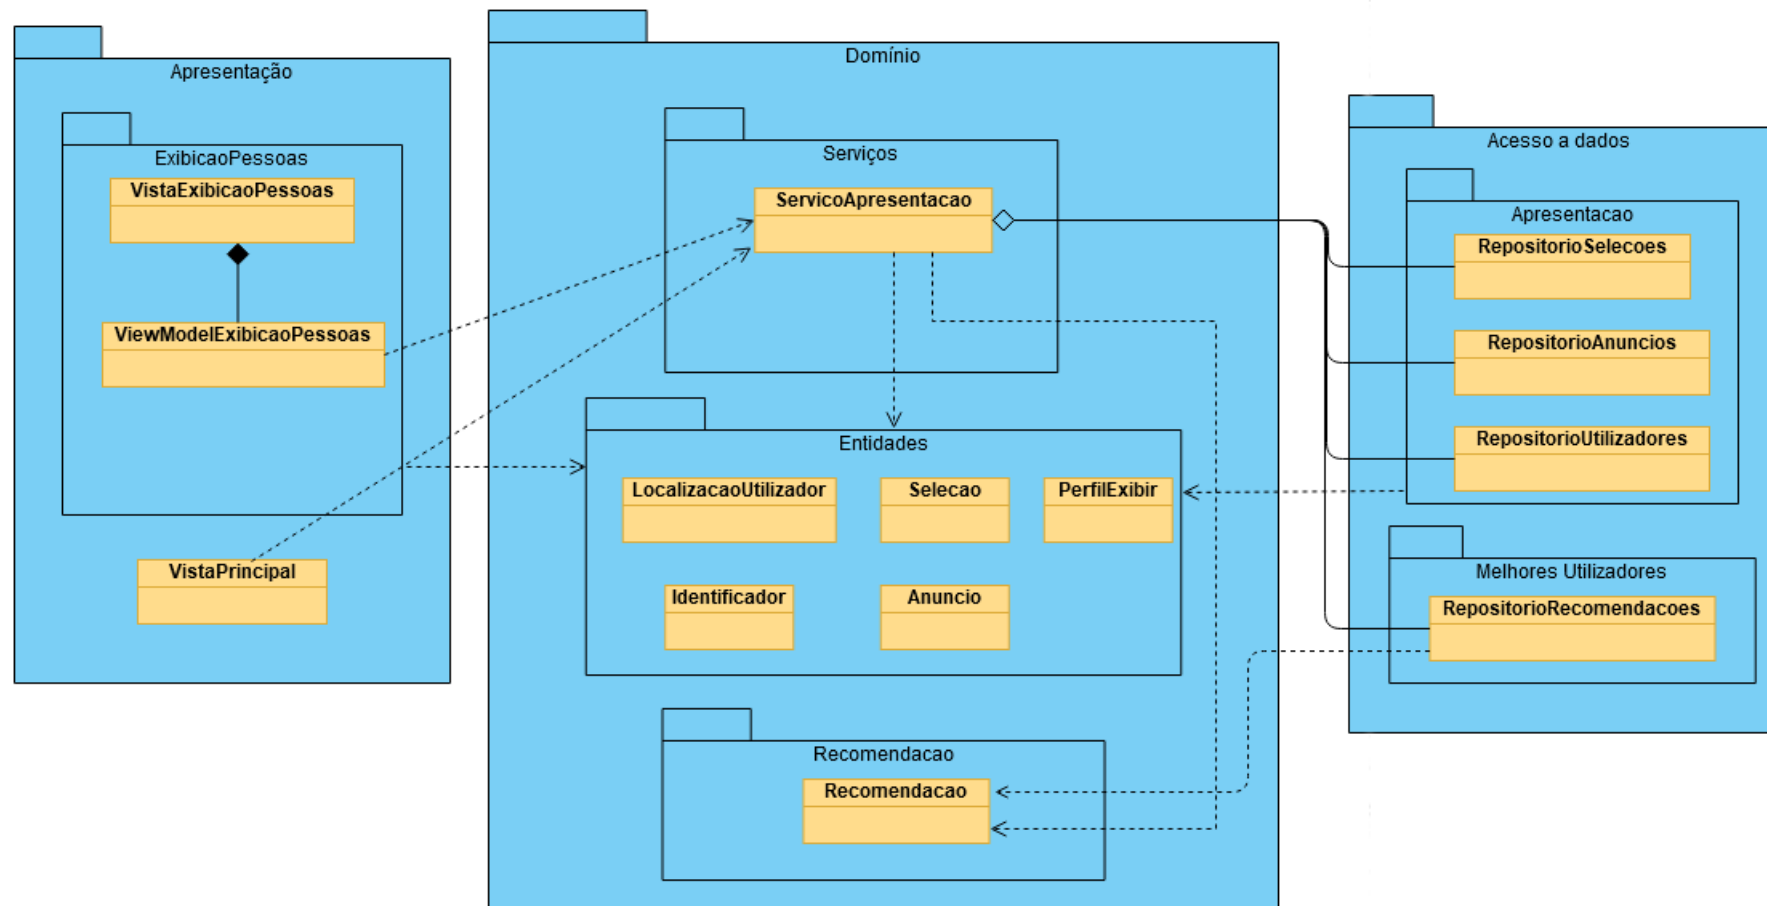 Apresentação
ExibicaoPessoas
VistaExibicaoPessoas
ViewModelExibicaoPessoas
VistaPrincipal
Domínio
Serviços
ServicoApresentacao
Entidades
LocalizacaoUtilizador
Selecao
PerfilExibir
Identificador
Anuncio
Recomendacao
Recomendacao
Acesso a dados
Apresentacao
RepositorioSelecoes
RepositorioAnuncios
RepositorioUtilizadores
Melhores Utilizadores
RepositorioRecomendacoes